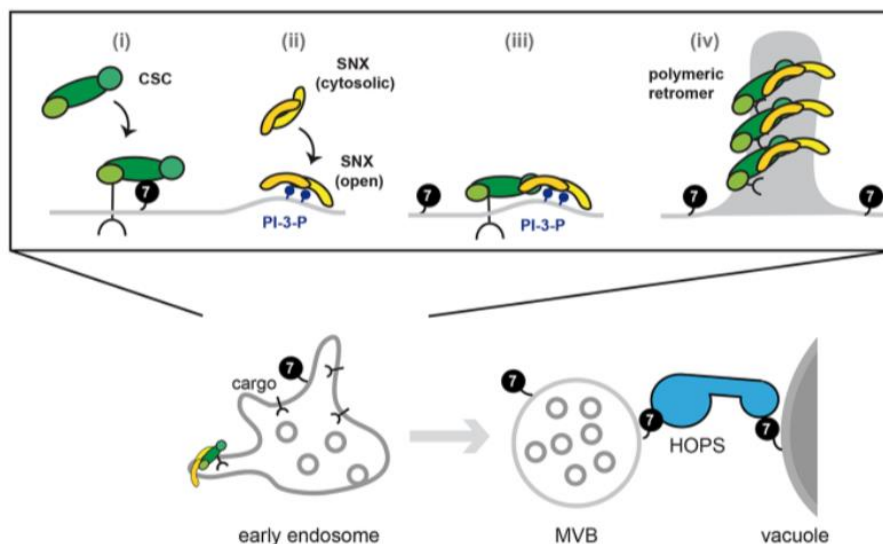 (i)
(ii)
(iii)
(iv)
CSC
SNX
(cytosolic)
SNX
(open)
polymeric
retromer
7
PI-3-P
7
PI-3-P
7
7
7
cargo
7
7
7
HOPS
early endosome
MVB
vacuole